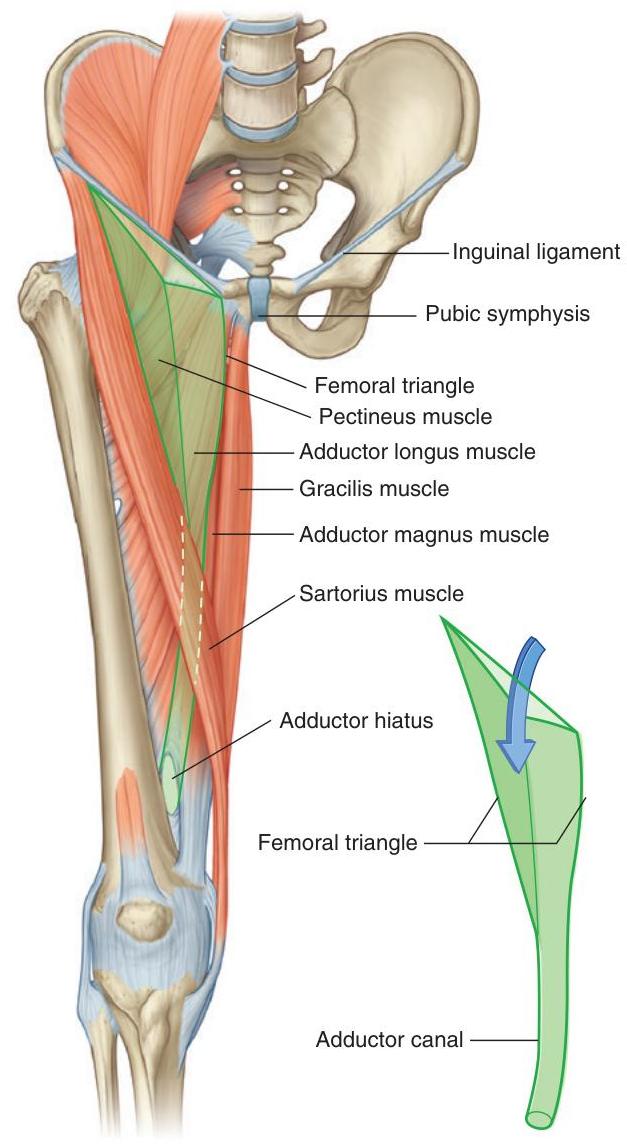 Inguinal ligament
Pubic symphysis
Femoral triangle
Pectineus muscle
Adductor longus muscle
Gracilis muscle
Adductor magnus muscle
Sartorius muscle
Adductor hiatus
Femoral triangle
Adductor canal